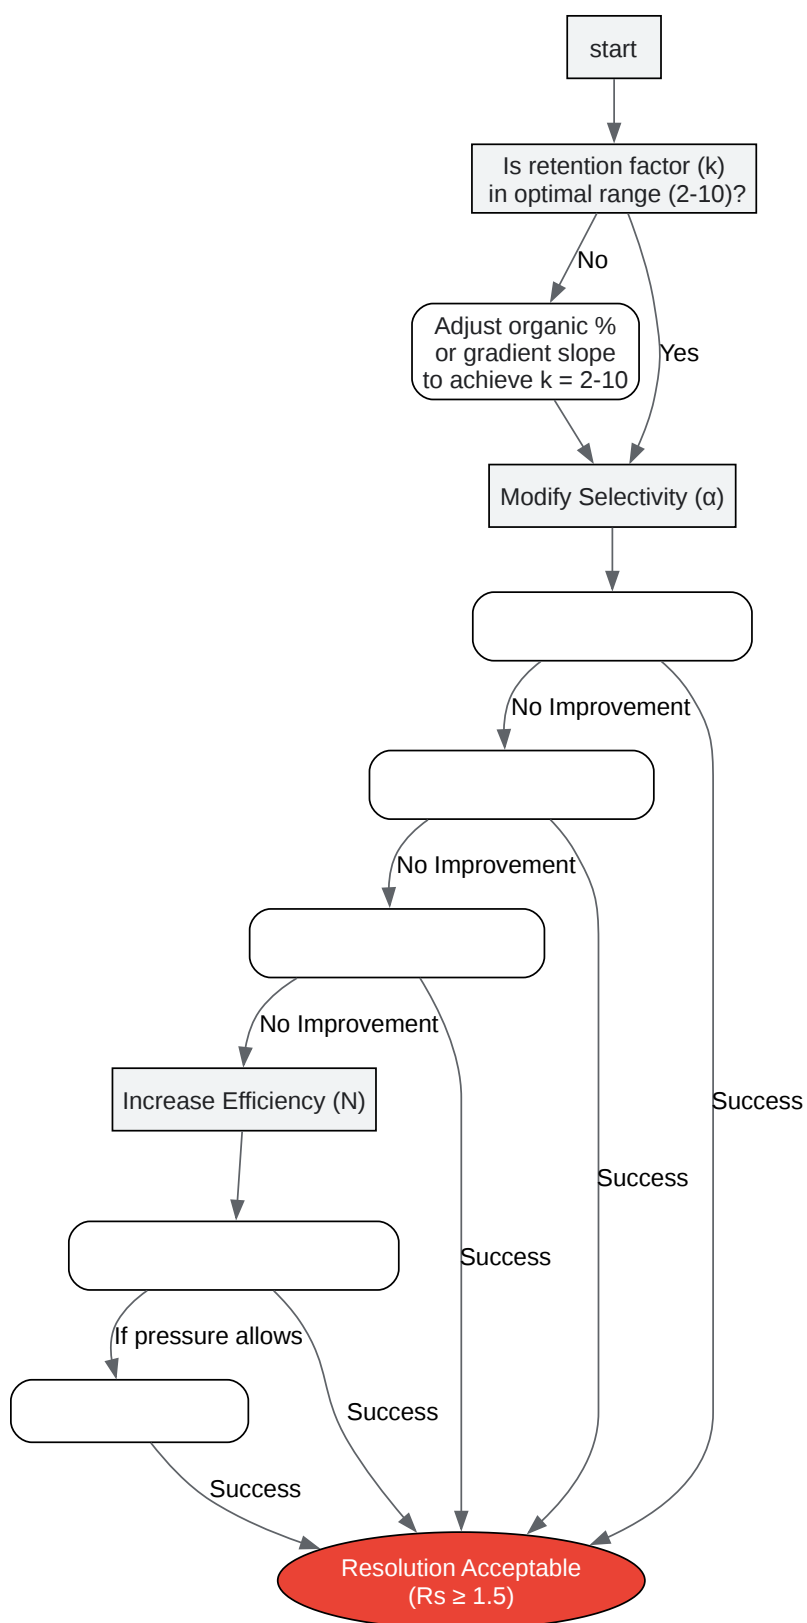 start
Is retention factor (k)
in optimal range (2-10)?
No
Adjust organic %
or gradient slope
to achieve k = 2-10
Yes
Modify Selectivity (α)
No Improvement
No Improvement
No Improvement
Increase Efficiency (N)
Success
Success
Success
If pressure allows
Success
Success
Resolution Acceptable
(Rs ≥ 1.5)